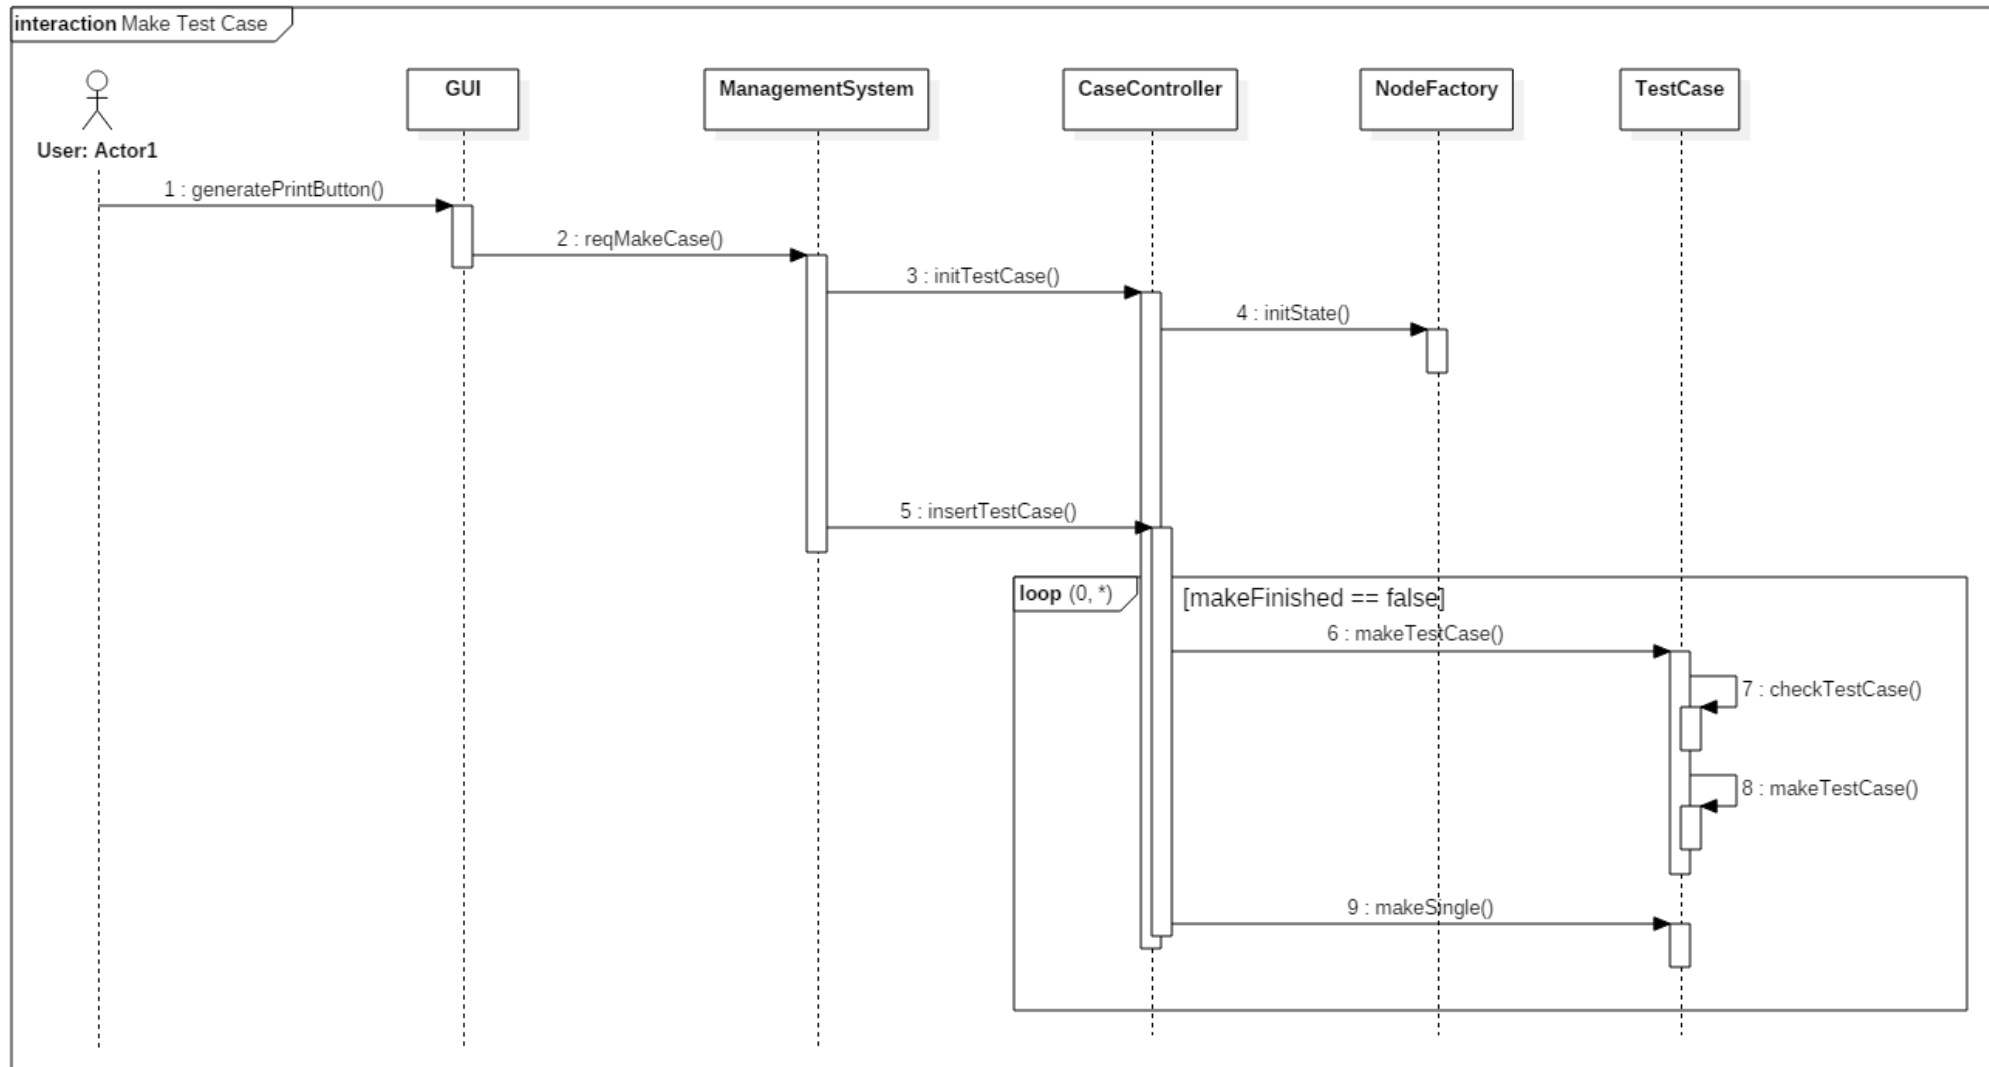 interaction Make Test Case
GUI
ManagementSystem
CaseController
NodeFactory
TestCase
User: Actor1
1 : generatePrintButton()
2 : reqMakeCase()
3 : initTestCase()
4 : initState()
5 : insertTestCase()
loop (0, *)
[makeFinished == false]
6 : makeTestCase()
7 : checkTestCase()
8 : makeTestCase()
9 : makeSingle()